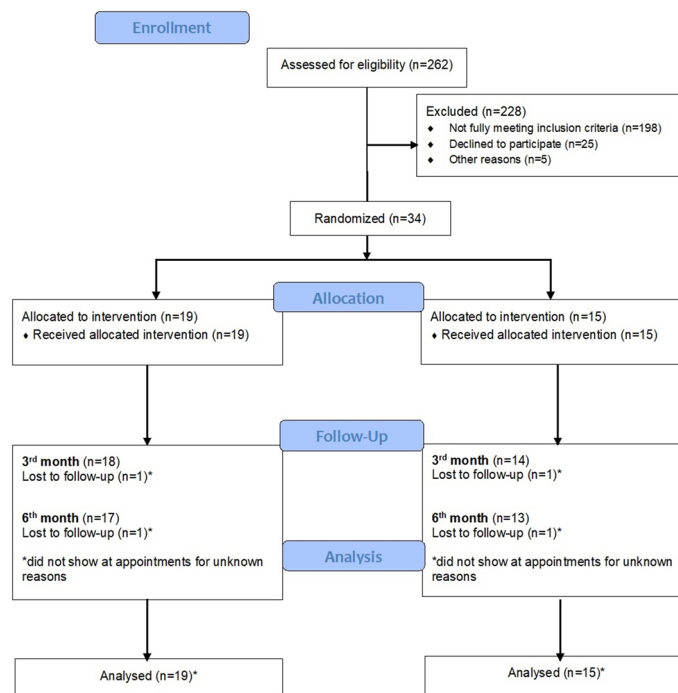 Enrollment
Assessed for eligibility (n=262)
Excluded (n=228)
♦ Not fully meeting inclusion criteria (n=198)
♦ Declined to participate (n=25)
♦ Other reasons (n=5)
Randomized (n=34)
Allocation
Allocated to intervention (n=19)
♦ Received allocated intervention (n=19)
Allocated to intervention (n=15)
♦ Received allocated intervention (n=15)
Follow-Up
3rd month (n=18)
Lost to follow-up (n=1)*
6th month (n=17)
Lost to follow-up (n=1)*
*did not show at appointments for unknown
reasons
3rd month (n=14)
Lost to follow-up (n=1)*
6th month (n=13)
Lost to follow-up (n=1)*
*did not show at appointments for unknown
reasons
Analysis
Analysed (n=19)*
Analysed (n=15)*